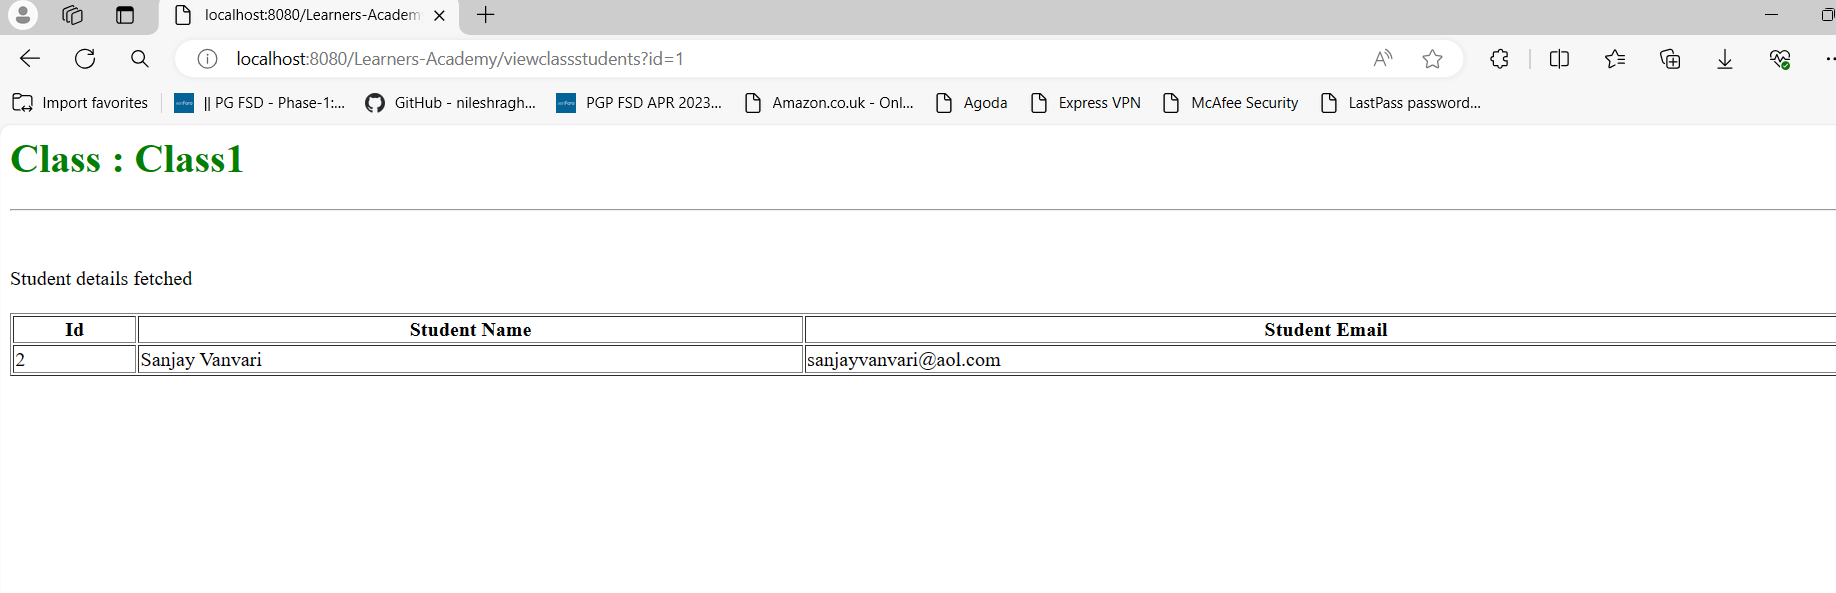 localhost:8080/Learners-Academ
localhost:8080/Learners-Academy/viewclassstudents?id=1
Import favorites || PG FSD - Phase-1:... GitHub - nileshragh... PGP FSD APR 2023... Amazon.co.uk - Onl... Agoda Express VPN McAfee Security LastPass password...
Class : Class1
Student details fetched
Id Student Name Student Email
2 Sanjay Vanvari sanjayvanvari@aol.com